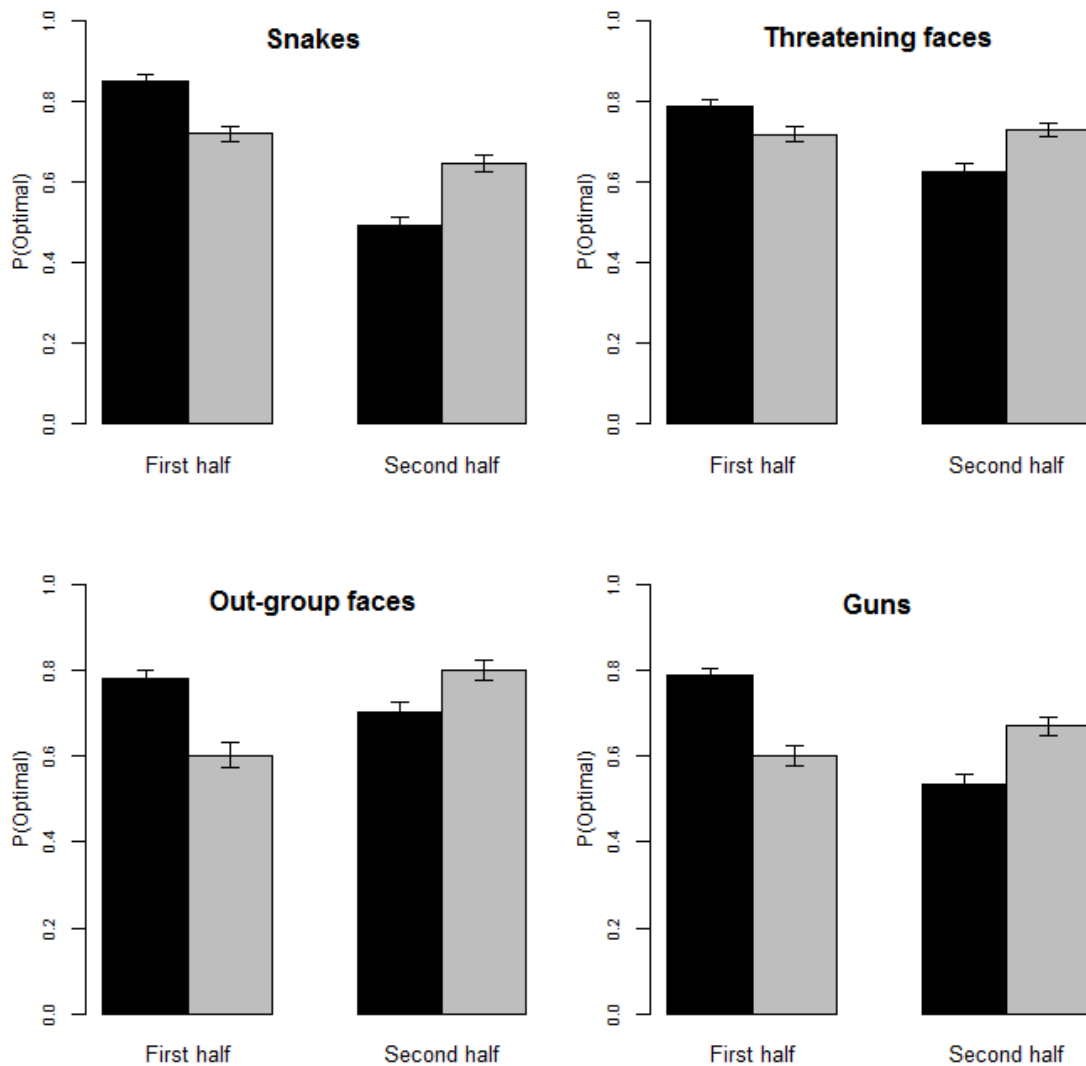 Snakes
P(Optimal)
1.0
0.8
0.6
0.4
0.2
0.0
First half Second half
Threatening faces
P(Optimal)
1.0
0.8
0.6
0.4
0.2
0.0
First half Second half
Out-group faces
P(Optimal)
1.0
0.8
0.6
0.4
0.2
0.0
First half Second half
Guns
P(Optimal)
1.0
0.8
0.6
0.4
0.2
0.0
First half Second half